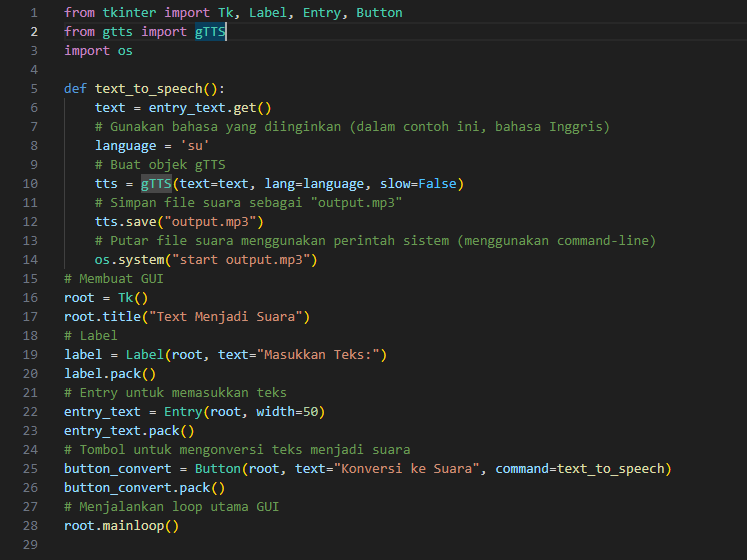 1 from tkinter import Tk, Label, Entry, Button
2 from gtts import gTTS
3 import os
4
5 def text_to_speech():
6     text = entry_text.get()
7     # Gunakan bahasa yang diinginkan (dalam contoh ini, bahasa Inggris)
8     language = 'su'
9     # Buat objek gTTS
10     tts = gTTS(text=text, lang=language, slow=False)
11     # Simpan file suara sebagai "output.mp3"
12     tts.save("output.mp3")
13     # Putar file suara menggunakan perintah sistem (menggunakan command-line)
14     os.system("start output.mp3")
15 # Membuat GUI
16 root = Tk()
17 root.title("Text Menjadi Suara")
18 # Label
19 label = Label(root, text="Masukkan Teks:")
20 label.pack()
21 # Entry untuk memasukkan teks
22 entry_text = Entry(root, width=50)
23 entry_text.pack()
24 # Tombol untuk mengonversi teks menjadi suara
25 button_convert = Button(root, text="Konversi ke Suara", command=text_to_speech)
26 button_convert.pack()
27 # Menjalankan loop utama GUI
28 root.mainloop()
29